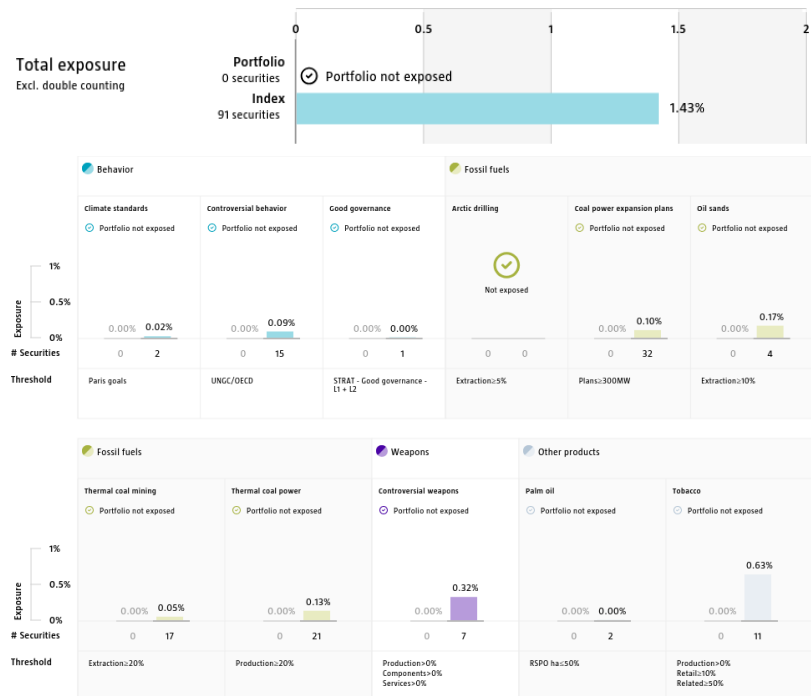 0 0.5 1 1.5 2
Total exposure
Excl. double counting
Portfolio
0 securities
Portfolio not exposed
Index
91 securities
1.43%
Behavior
Fossil fuels
Climate standards
Portfolio not exposed
Controversial behavior
Portfolio not exposed
Good governance
Portfolio not exposed
Arctic drilling
Not exposed
Coal power expansion plans
Portfolio not exposed
Oil sands
Portfolio not exposed
Exposure
1%
0.5%
0%
0.00% 0.02% 0.00% 0.09% 0.00% 0.00% 0.00% 0.10% 0.00% 0.17%
# Securities 0 2 0 15 0 1 0 0 0 32 0 4
Threshold
Paris goals
UNGC/OECD
STRAT - Good governance -
L1 + L2
Extraction≥5%
Plans≥300MW
Extraction≥10%
Fossil fuels
Weapons
Other products
Thermal coal mining
Portfolio not exposed
Thermal coal power
Portfolio not exposed
Controversial weapons
Portfolio not exposed
Palm oil
Portfolio not exposed
Tobacco
Portfolio not exposed
Exposure
1%
0.5%
0%
0.00% 0.05% 0.00% 0.13% 0.00% 0.32% 0.00% 0.00% 0.00% 0.63%
# Securities 0 17 0 21 0 7 0 2 0 11
Threshold
Extraction≥20%
Production≥20%
Production>0%
Components>0%
Services>0%
RSPO ha≤50%
Production>0%
Retail≥10%
Related≥50%